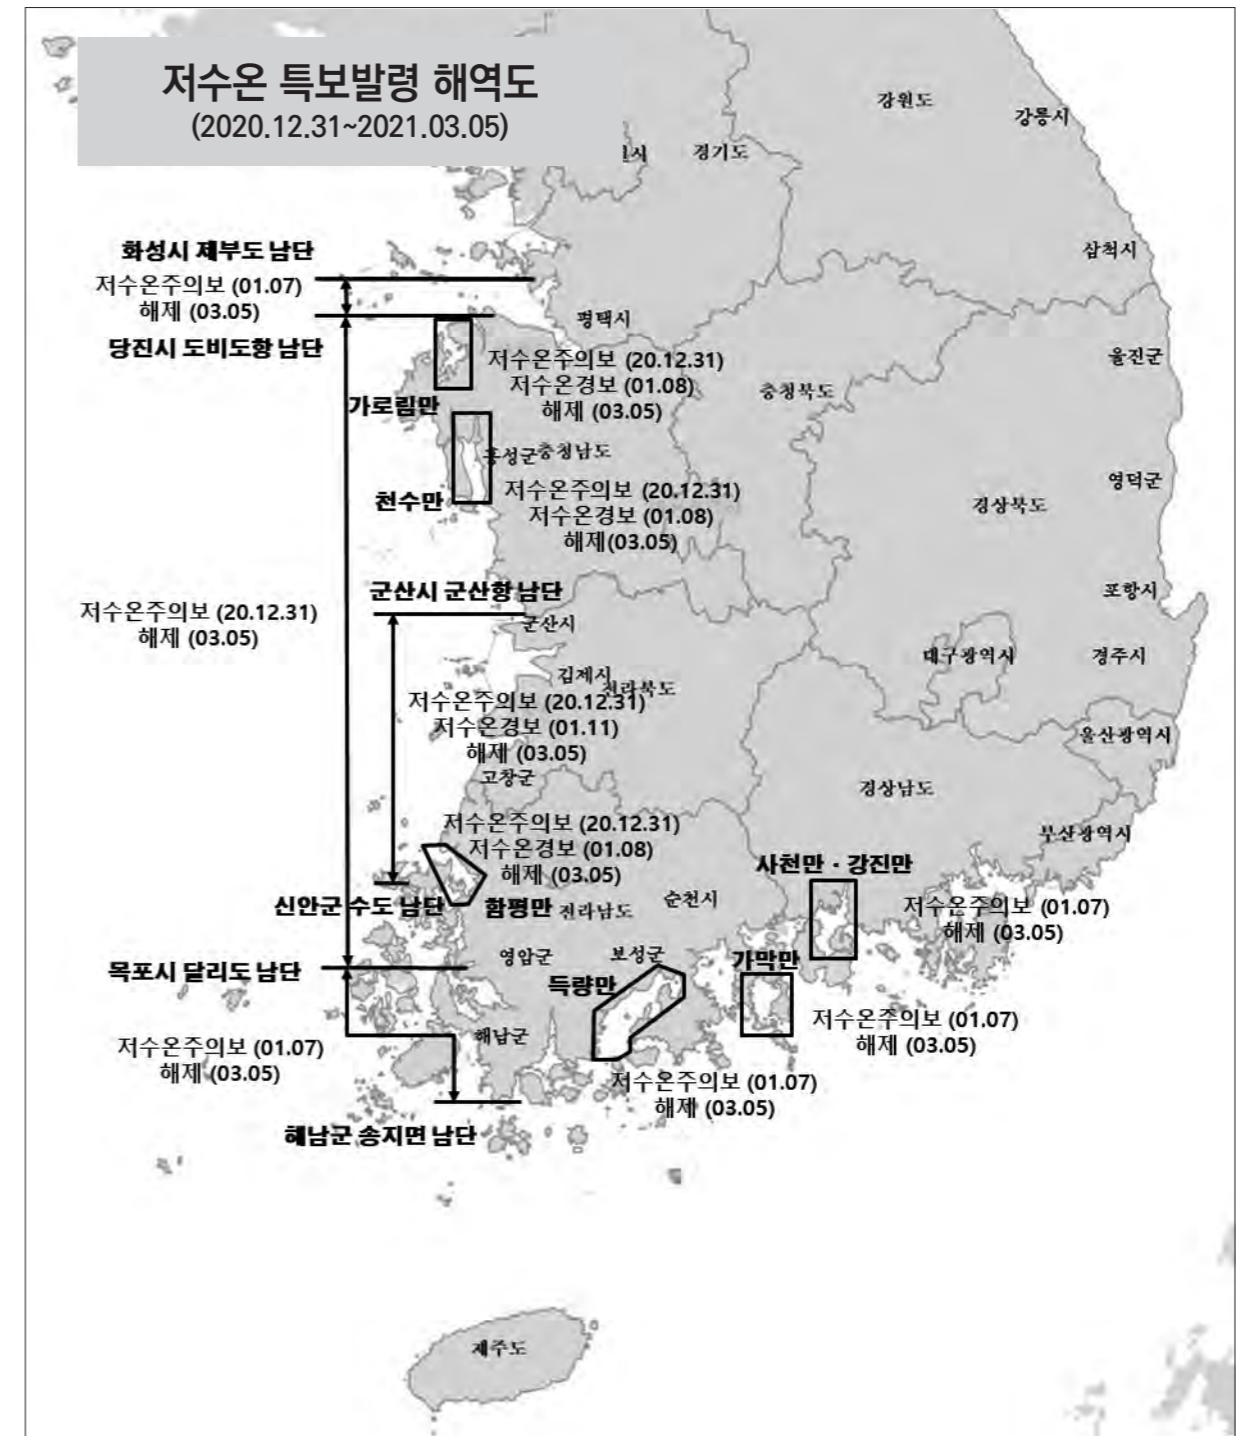 저수온 특보발령 해역도
(2020.12.31~2021.03.05)
강원도
강릉시
경기도
삼척시
화성시 제부도 남단
저수온주의보 (01.07)
해제 (03.05)
평택시
당진시 도비도항 남단
울진군
저수온주의보 (20.12.31)
저수온경보 (01.08)
해제 (03.05)
충청북도
가로림만
홍성군
충청남도
영덕군
천수만
저수온주의보 (20.12.31)
저수온경보 (01.08)
해제(03.05)
경상북도
포항시
군산시 군산항 남단
저수온주의보 (20.12.31)
해제 (03.05)
군산시
대구광역시
경주시
김제시
전라북도
저수온주의보 (20.12.31)
저수온경보 (01.11)
해제 (03.05)
울산광역시
고창군
경상남도
저수온주의보 (20.12.31)
저수온경보 (01.08)
해제 (03.05)
부산광역시
사천만 · 강진만
신안군 수도 남단
함평만
전라남도
순천시
저수온주의보 (01.07)
해제 (03.05)
영암군
보성군
가막만
목포시 달리도 남단
득량만
저수온주의보 (01.07)
해제 (03.05)
해남군
저수온주의보 (01.07)
해제 (03.05)
저수온주의보 (01.07)
해제 (03.05)
해남군 송지면 남단
제주도